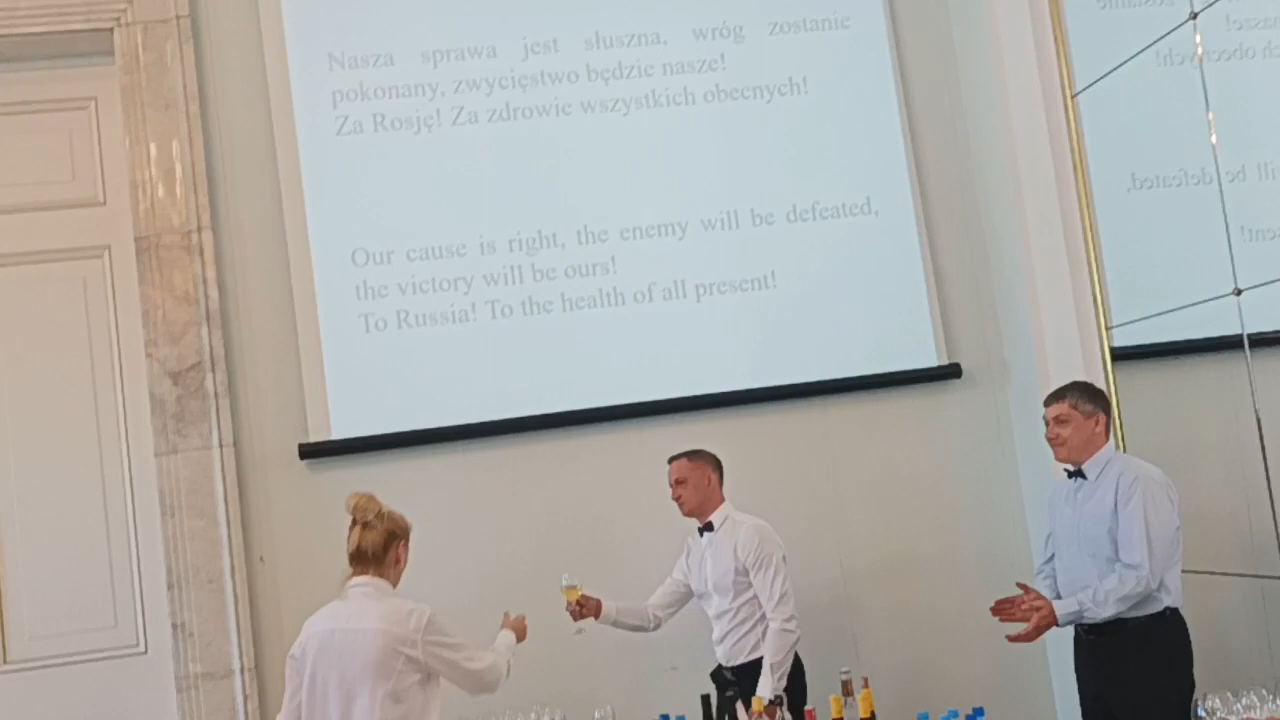 Nasza sprawa jest słuszna, wróg zostanie
pokonany, zwycięstwo będzie nasze!
Za Rosję! Za zdrowie wszystkich obecnych!
Our cause is right, the enemy will be defeated,
the victory will be ours!
To Russia! To the health of all present!